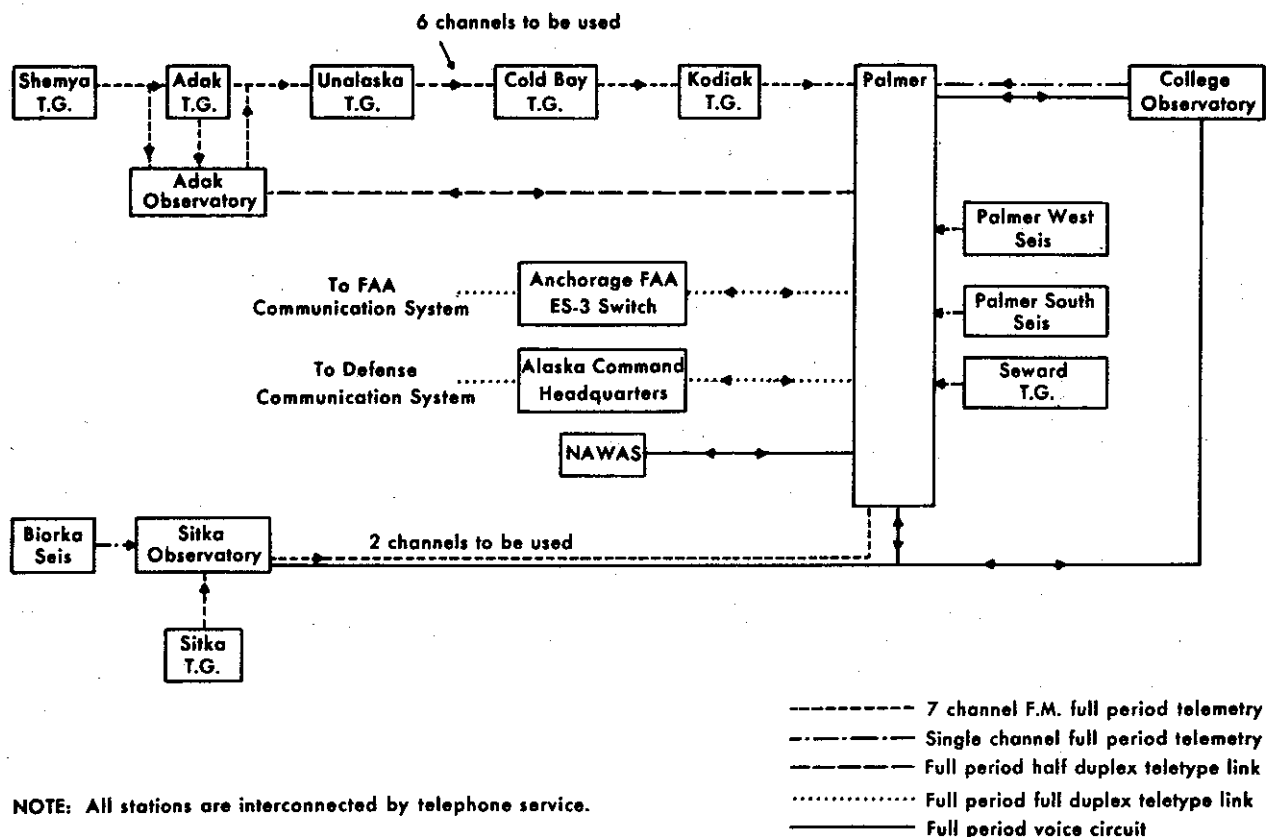 6 channels to be used
Shemya
T.G.
Adak
T.G.
Unalaska
T.G.
Cold Bay
T.G.
Kodiak
T.G.
Palmer
College
Observatory
Adak
Observatory
Palmer West
Seis
To FAA
Communication System
Anchorage FAA
ES-3 Switch
Palmer South
Seis
To Defense
Communication System
Alaska Command
Headquarters
Seward
T.G.
NAWAS
Biorka
Seis
Sitka
Observatory
2 channels to be used
Sitka
T.G.
7 channel F.M. full period telemetry
Single channel full period telemetry
Full period half duplex teletype link
Full period full duplex teletype link
Full period voice circuit
NOTE: All stations are interconnected by telephone service.